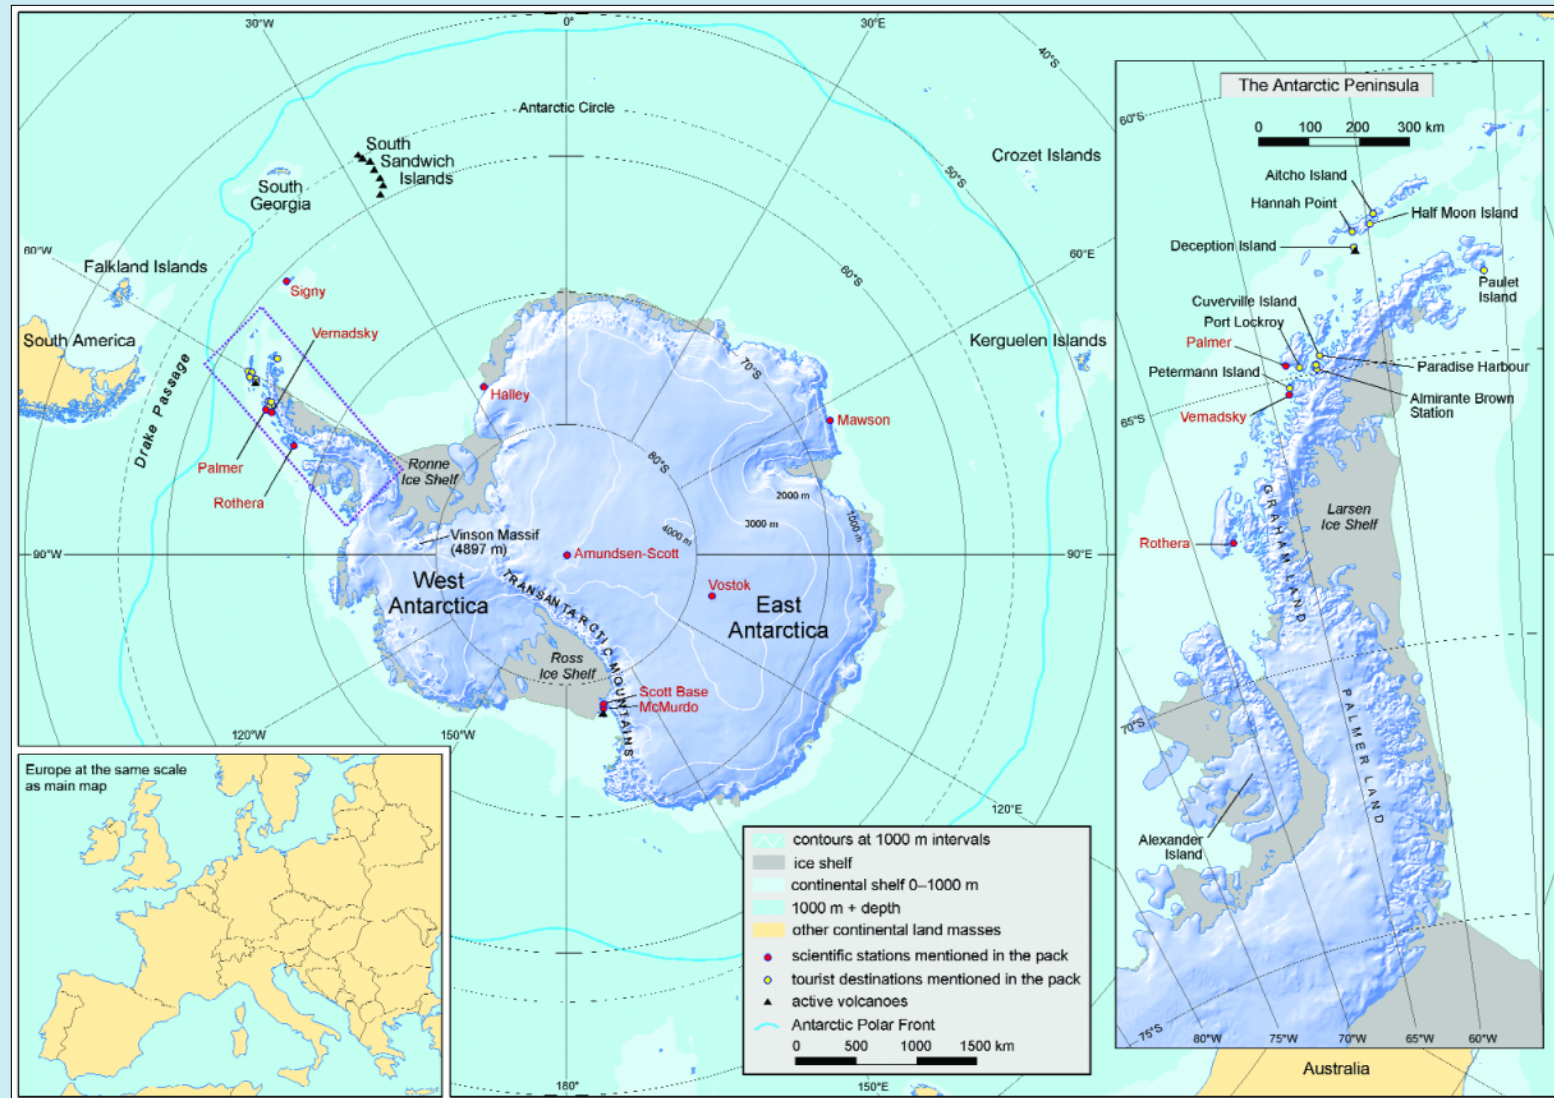 30°W
0°
30°E
40°S
Antarctic Circle
South
Sandwich
Islands
South
Georgia
Crozet Islands
50°S
60°W
Falkland Islands
Signy
60°S
South America
Vernadsky
Drake Passage
Kerguelen Islands
70°S
Halley
Mawson
Palmer
Rothera
Ronne
Ice Shelf
80°S
2000 m
3000 m
1000 m
4000 m
Vinson Massif
(4897 m)
90°W
Amundsen-Scott
90°E
West
Antarctica
TRANSANTARCTIC MOUNTAINS
Vostok
East
Antarctica
Ross
Ice Shelf
Scott Base
McMurdo
120°W
150°W
120°E
180°
150°E
Europe at the same scale
as main map
contours at 1000 m intervals
ice shelf
continental shelf 0–1000 m
1000 m + depth
other continental land masses
scientific stations mentioned in the pack
tourist destinations mentioned in the pack
active volcanoes
Antarctic Polar Front
0 500 1000 1500 km
The Antarctic Peninsula
0 100 200 300 km
60°S
60°S
Aitcho Island
Hannah Point
Half Moon Island
Deception Island
Paulet
Island
Cuverville Island
Port Lockroy
Palmer
Petermann Island
Paradise Harbour
Almirante Brown
Station
Vernadsky
65°S
GRAHAM LAND
Larsen
Ice Shelf
Rothera
70°S
PALMER LAND
Alexander
Island
75°S
80°W
75°W
70°W
65°W
60°W
Australia